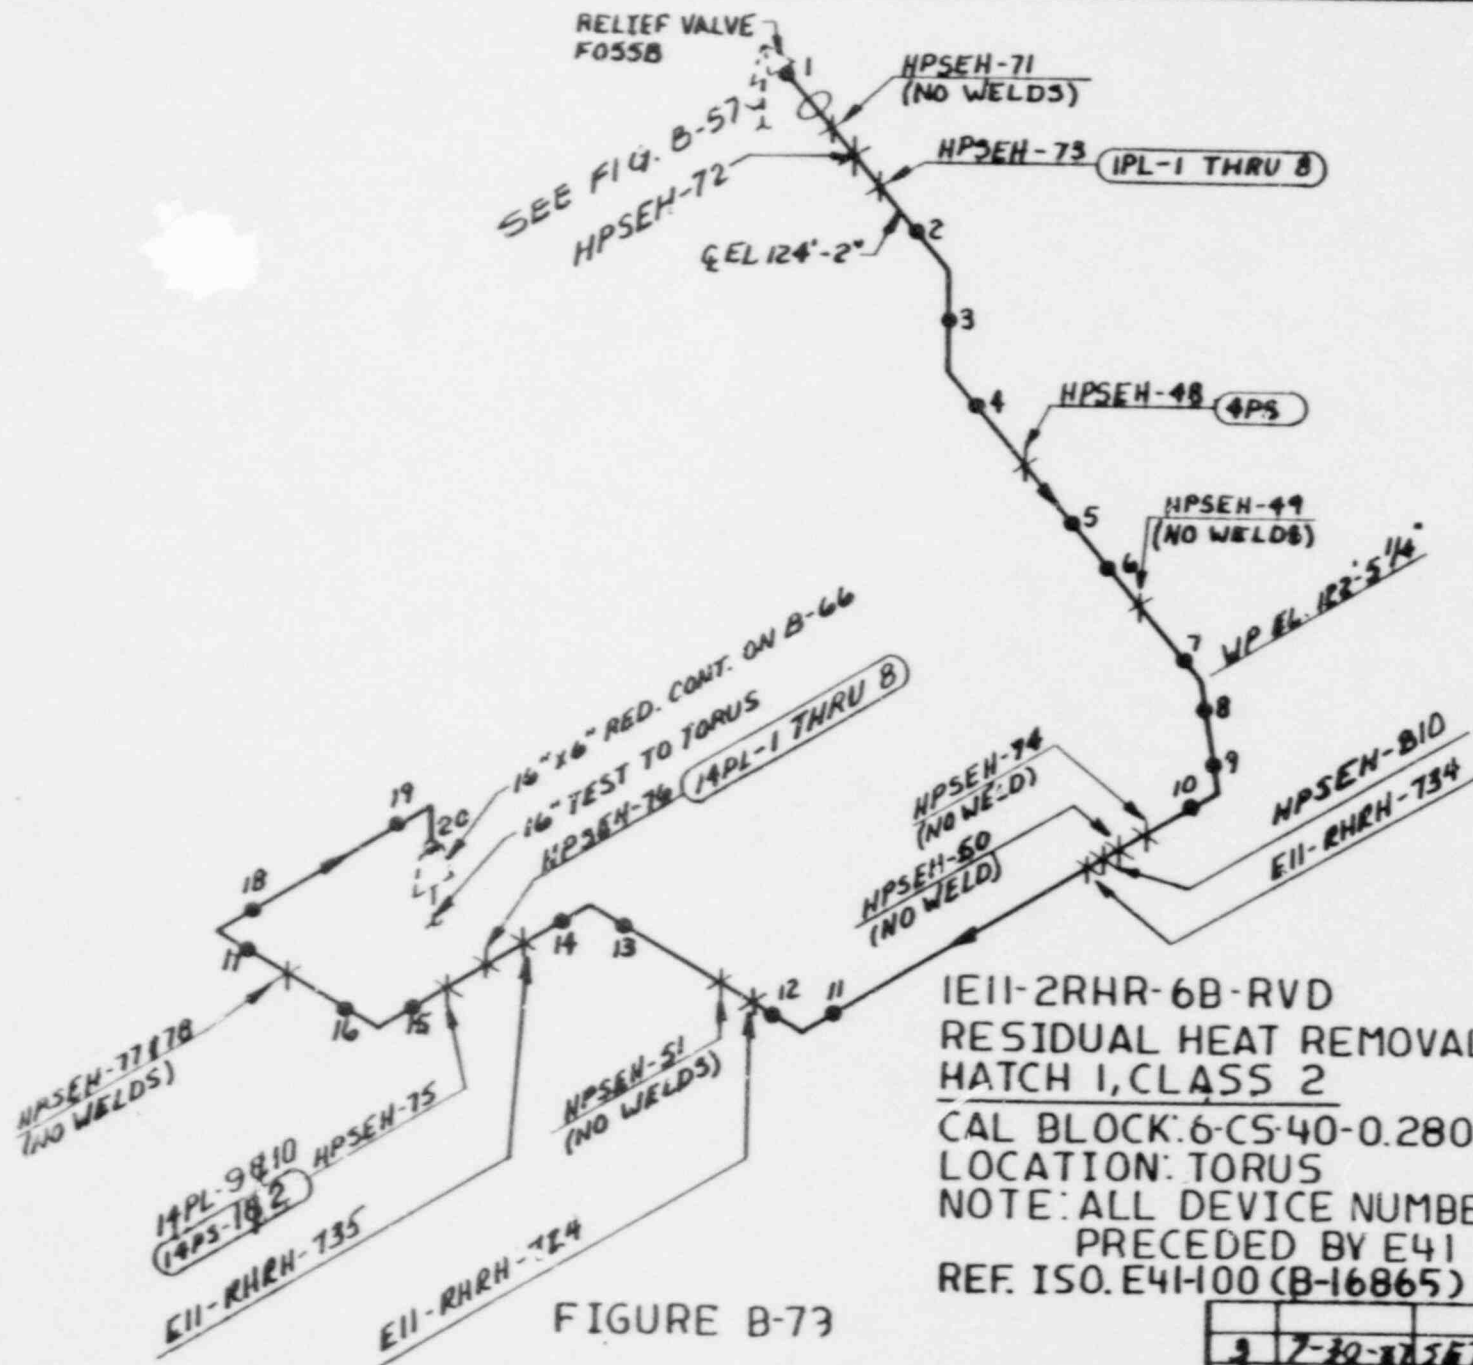 RELIEF VALVE
F055B
1
HPSEH-71
(NO WELDS)
SEE FIG. B-57
HPSEH-72
HPSEH-73 1PL-1 THRU 8
2
℄ EL 124'-2"
3
4
HPSEH-48 4PS
5
HPSEH-49
(NO WELDS)
6
7
WP EL. 122'-5 1/4"
8
9
10
HPSEH-74
(NO WELD)
HPSEH-50
(NO WELD)
HPSEH-810
E11-RHRH-734
16"X6" RED. CONT. ON B-66
16" TEST TO TORUS
HPSEH-76 14PL-1 THRU 8
19
20
18
17
16
15
14
13
12
11
HPSEH-77&78
(NO WELDS)
14PL-9&10
14PS-1&2
HPSEH-75
HPSEH-51
(NO WELDS)
E11-RHRH-735
E11-RHRH-724
1E11-2RHR-6B-RVD
RESIDUAL HEAT REMOVAL
HATCH 1, CLASS 2
CAL BLOCK: 6-CS-40-0.280
LOCATION: TORUS
NOTE: ALL DEVICE NUMBE
PRECEDED BY E41
REF. ISO. E41-100 (B-16865)
FIGURE B-73
7-30-87